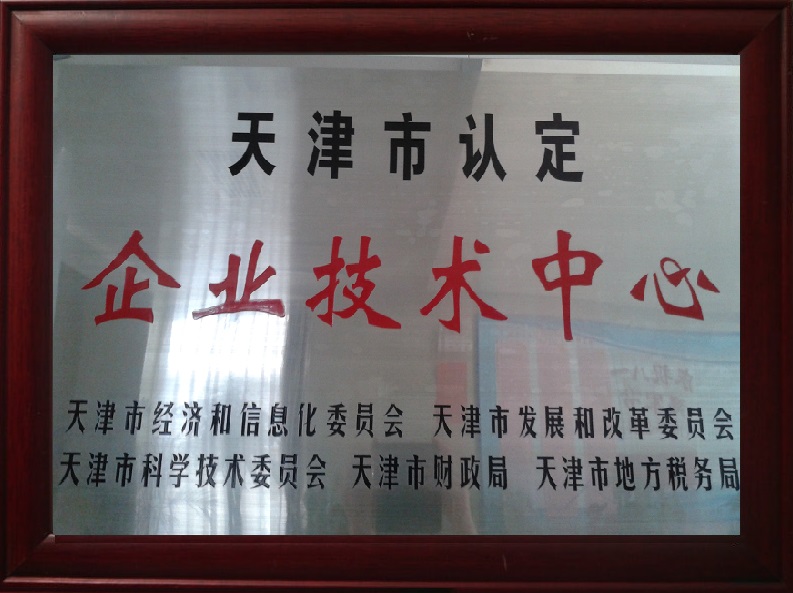 天津市认定
企业技术中心
天津市经济和信息化委员会 天津市发展和改革委员会
天津市科学技术委员会 天津市财政局 天津市地方税务局